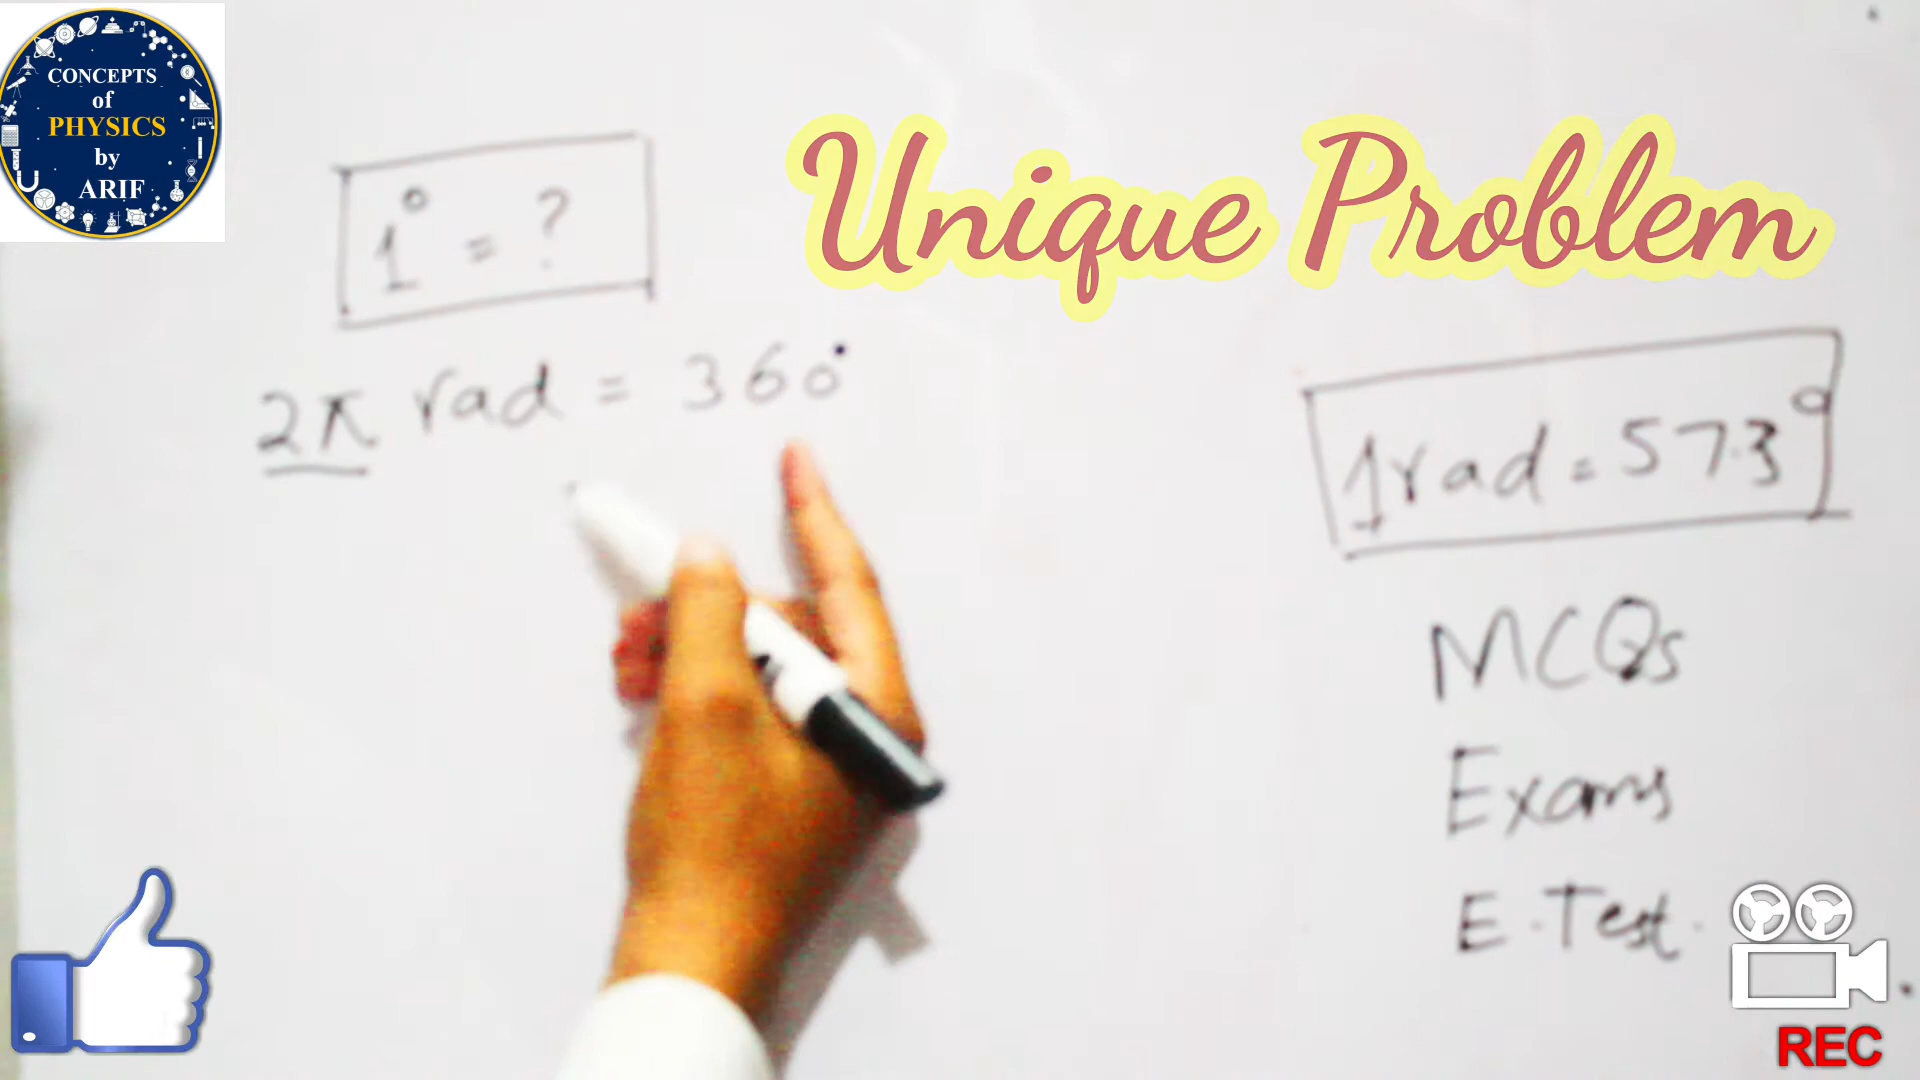 CONCEPTS
of
PHYSICS
by
ARIF
Unique Problem
1° = ?
2π rad = 360°
1 rad = 57.3°
MCQs
Exams
E.Test.
REC